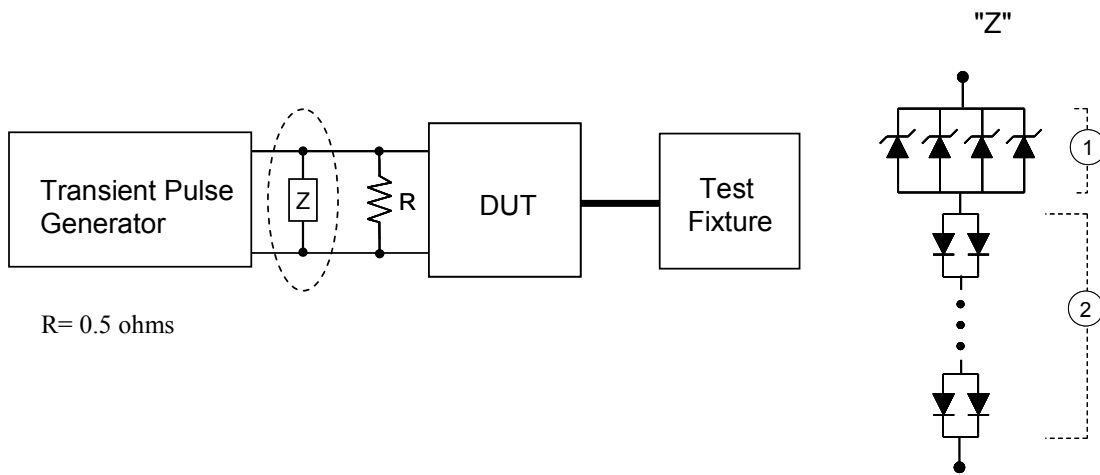 "Z"
Transient Pulse
Generator
Z
R
DUT
Test
Fixture
1
2
R= 0.5 ohms